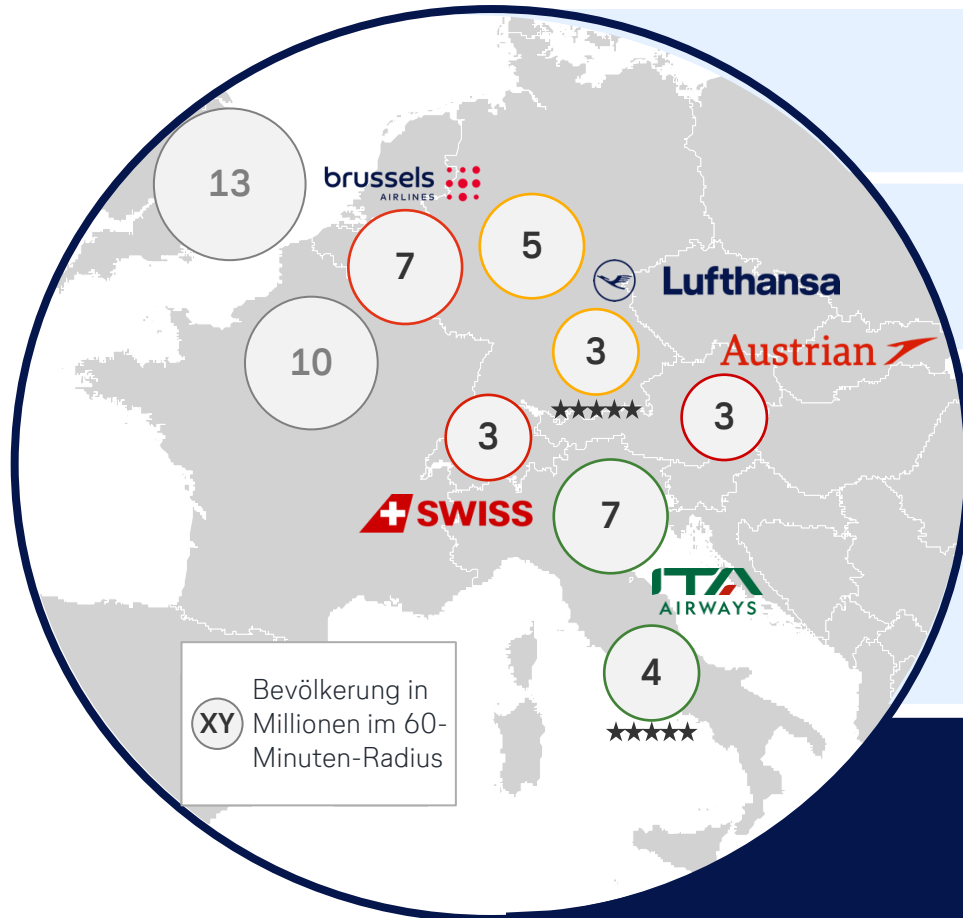 13
brussels
AIRLINES
5
7
Lufthansa
10
3
Austrian
★★★★★
3
3
SWISS
7
ITA
AIRWAYS
4
★★★★★
XY
Bevölkerung in
Millionen im 60-
Minuten-Radius